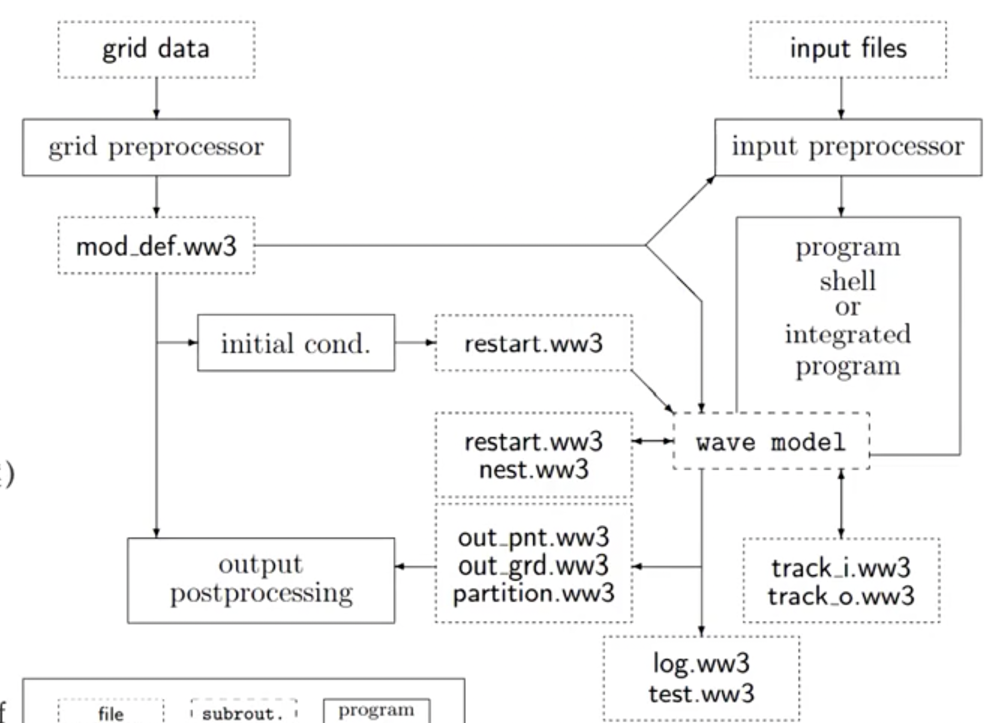 grid data
input files
grid preprocessor
input preprocessor
mod_def.ww3
program
shell
or
integrated
program
initial cond.
restart.ww3
restart.ww3
nest.ww3
wave model
out_pnt.ww3
out_grd.ww3
partition.ww3
output
postprocessing
track_i.ww3
track_o.ww3
log.ww3
test.ww3
)
f
file
subrout.
program